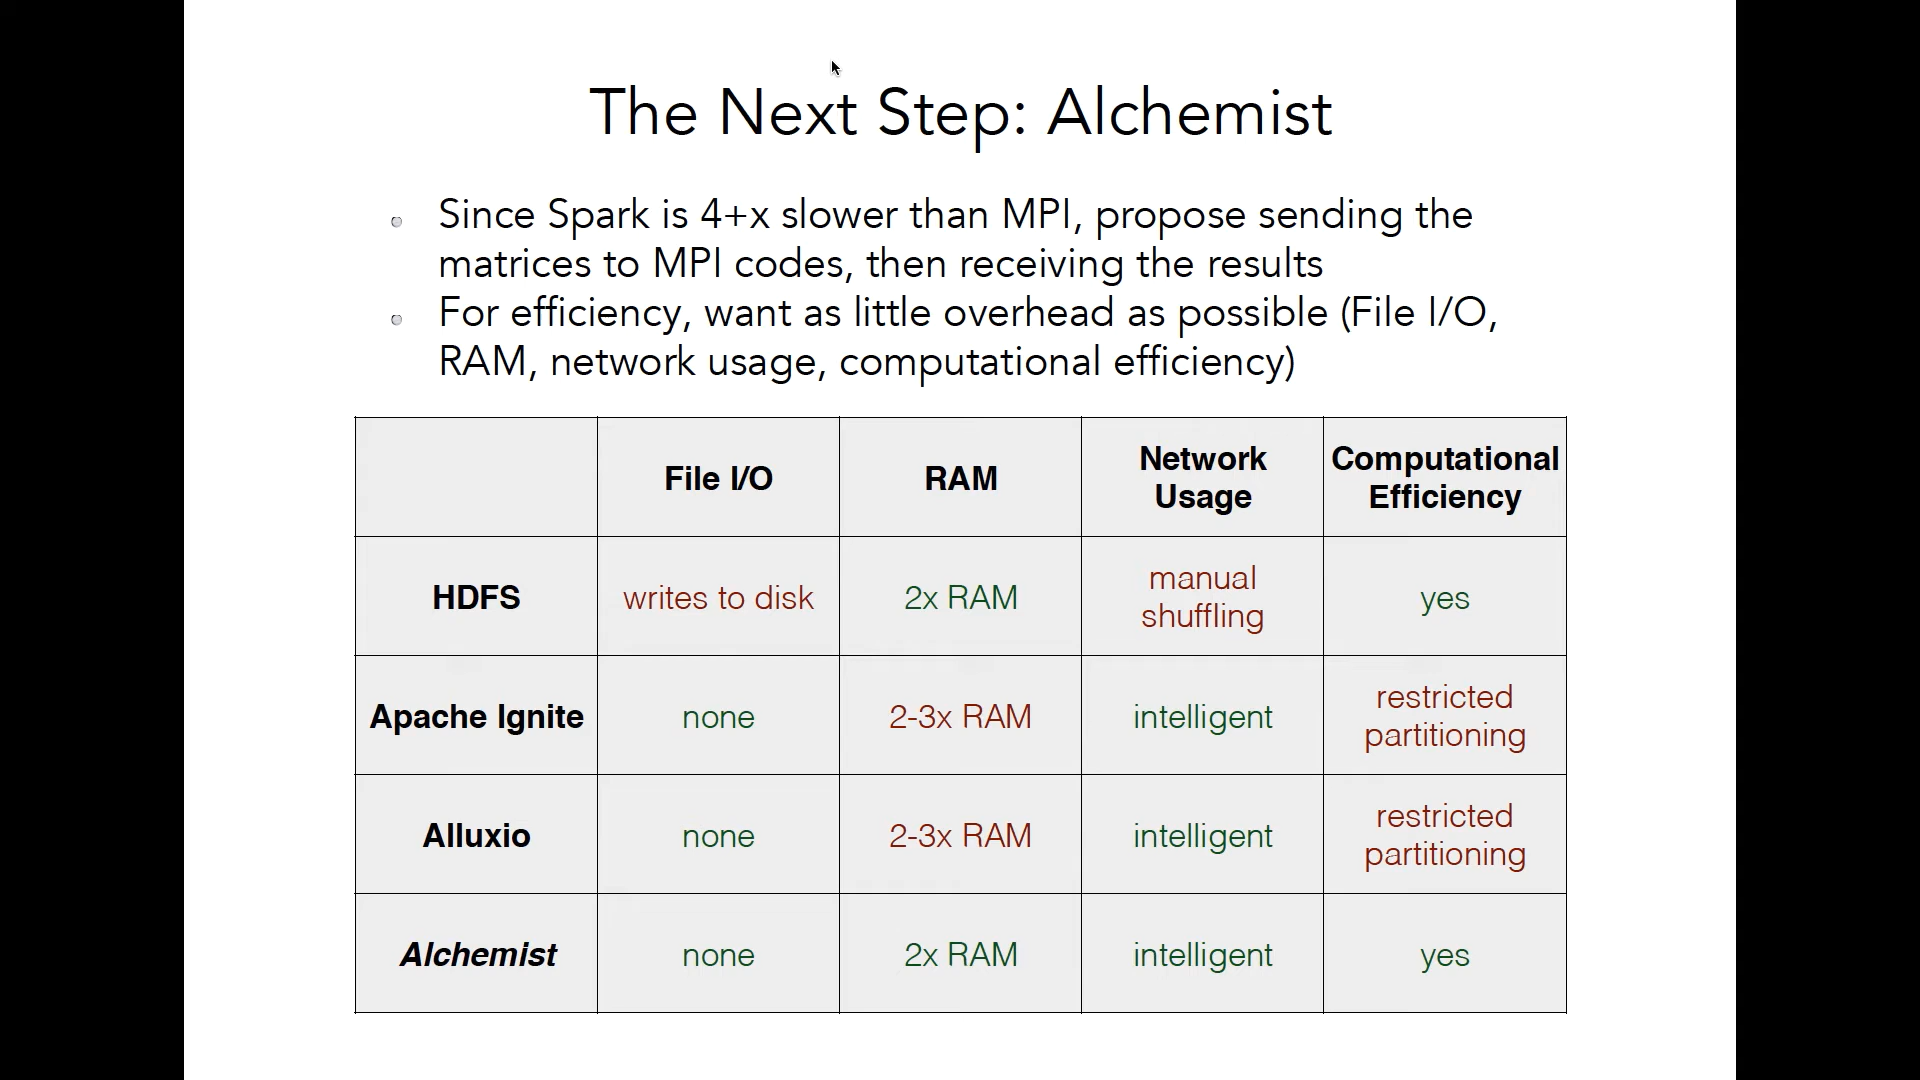 The Next Step: Alchemist
Since Spark is 4+x slower than MPI, propose sending the
matrices to MPI codes, then receiving the results
For efficiency, want as little overhead as possible (File I/O,
RAM, network usage, computational efficiency)
File I/O RAM Network Usage Computational Efficiency
HDFS writes to disk 2x RAM manual shuffling yes
Apache Ignite none 2-3x RAM intelligent restricted partitioning
Alluxio none 2-3x RAM intelligent restricted partitioning
Alchemist none 2x RAM intelligent yes